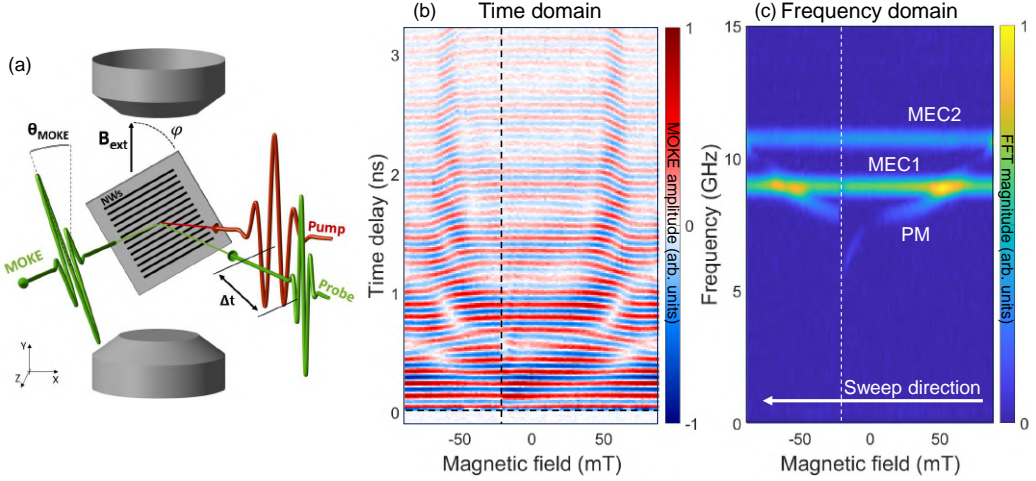 (a)
θMOKE
Bext
φ
NWs
MOKE
Pump
Probe
Δt
Y
Z
X
(b)
Time domain
3
2
1
0
Time delay (ns)
-50
0
50
Magnetic field (mT)
1
0
-1
MOKE amplitude (arb. units)
(c)
Frequency domain
15
10
5
0
Frequency (GHz)
MEC2
MEC1
PM
Sweep direction
-50
0
50
Magnetic field (mT)
1
0
FFT magnitude (arb. units)